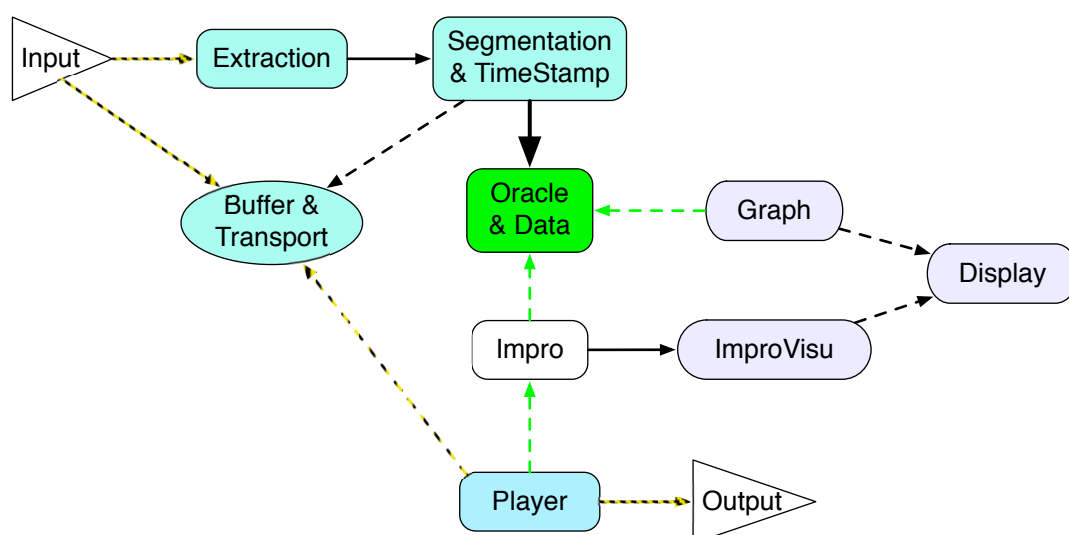 Input
Extraction
Segmentation
& TimeStamp
Buffer &
Transport
Oracle
& Data
Graph
Display
Impro
ImproVisu
Player
Output